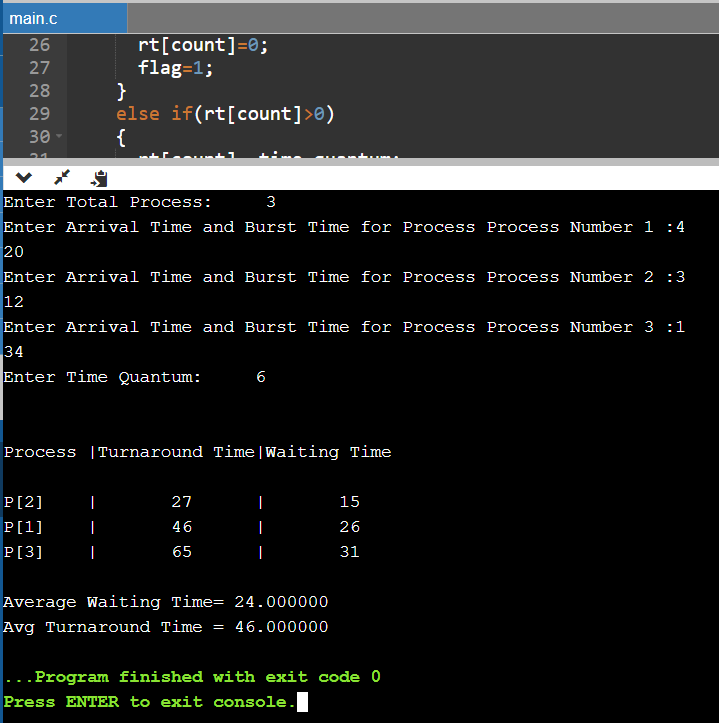 main.c
26 rt[count]=0;
27 flag=1;
28 }
29 else if(rt[count]>0)
30 {
Enter Total Process: 3
Enter Arrival Time and Burst Time for Process Process Number 1 :4
20
Enter Arrival Time and Burst Time for Process Process Number 2 :3
12
Enter Arrival Time and Burst Time for Process Process Number 3 :1
34
Enter Time Quantum: 6
Process |Turnaround Time|Waiting Time
P[2] | 27 | 15
P[1] | 46 | 26
P[3] | 65 | 31
Average Waiting Time= 24.000000
Avg Turnaround Time = 46.000000
...Program finished with exit code 0
Press ENTER to exit console.